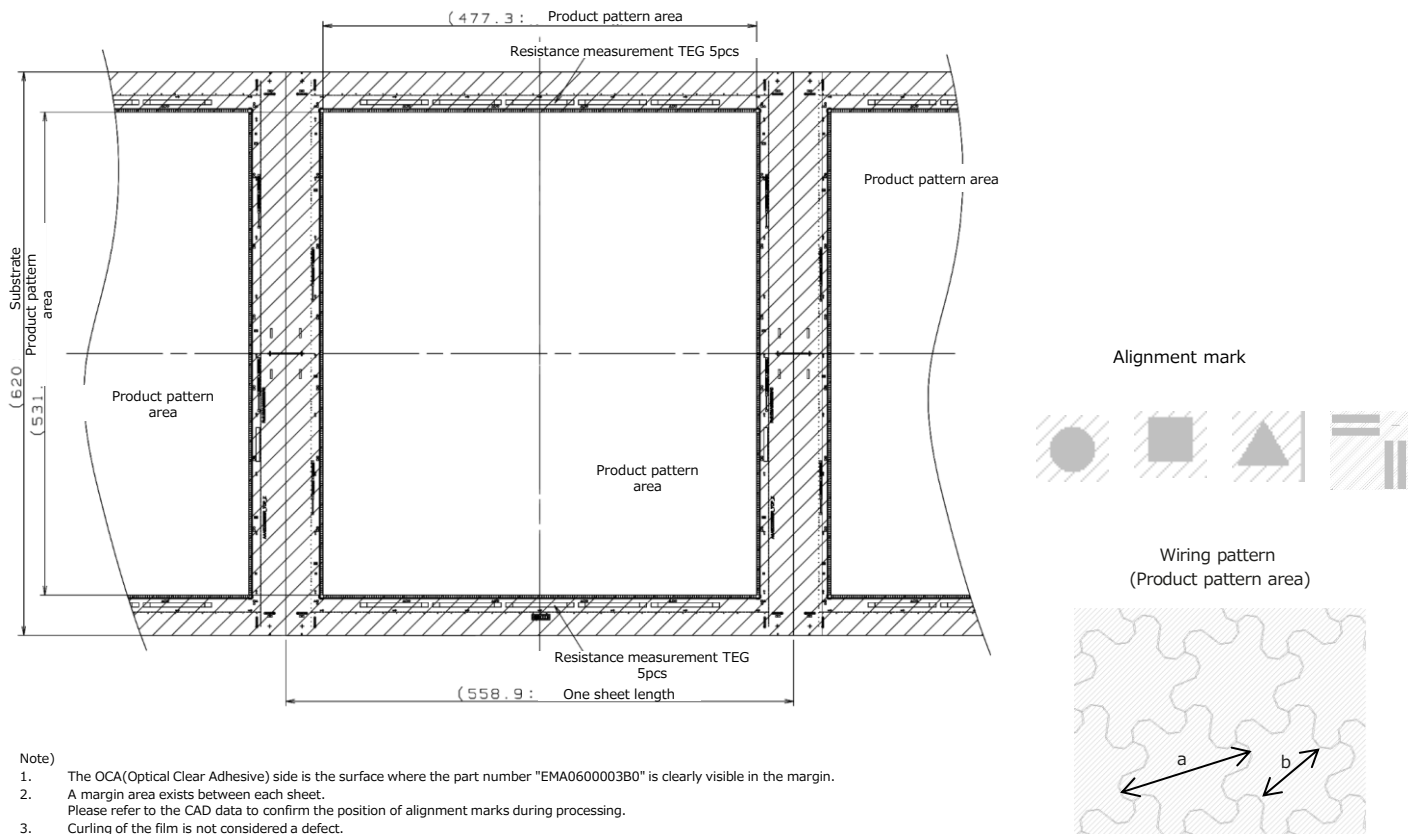 (477.3: Product pattern area
Resistance measurement TEG 5pcs
Product pattern area
Substrate
Product pattern
area
(620
(531.
Product pattern
area
Product pattern
area
Resistance measurement TEG
5pcs
(558.9: One sheet length
Alignment mark
Wiring pattern
(Product pattern area)
a
b
Note)
1. The OCA(Optical Clear Adhesive) side is the surface where the part number "EMA0600003B0" is clearly visible in the margin.
2. A margin area exists between each sheet.
Please refer to the CAD data to confirm the position of alignment marks during processing.
3. Curling of the film is not considered a defect.